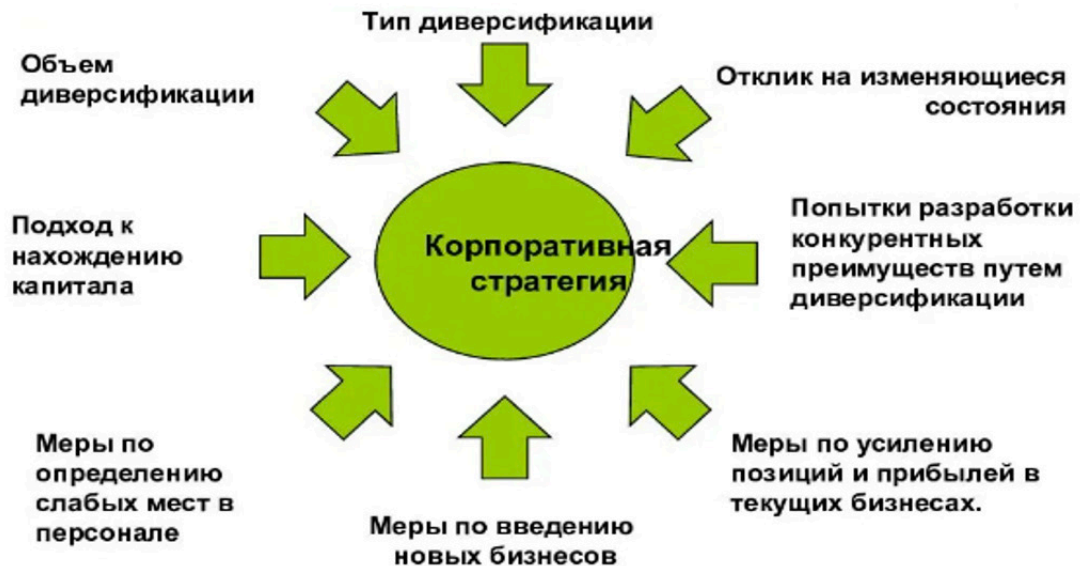 Тип диверсификации
Объем
диверсификации
Отклик на изменяющиеся
состояния
Подход к
нахождению
капитала
Корпоративная
стратегия
Попытки разработки
конкурентных
преимуществ путем
диверсификации
Меры по
определению
слабых мест в
персонале
Меры по введению
новых бизнесов
Меры по усилению
позиций и прибылей в
текущих бизнесах.